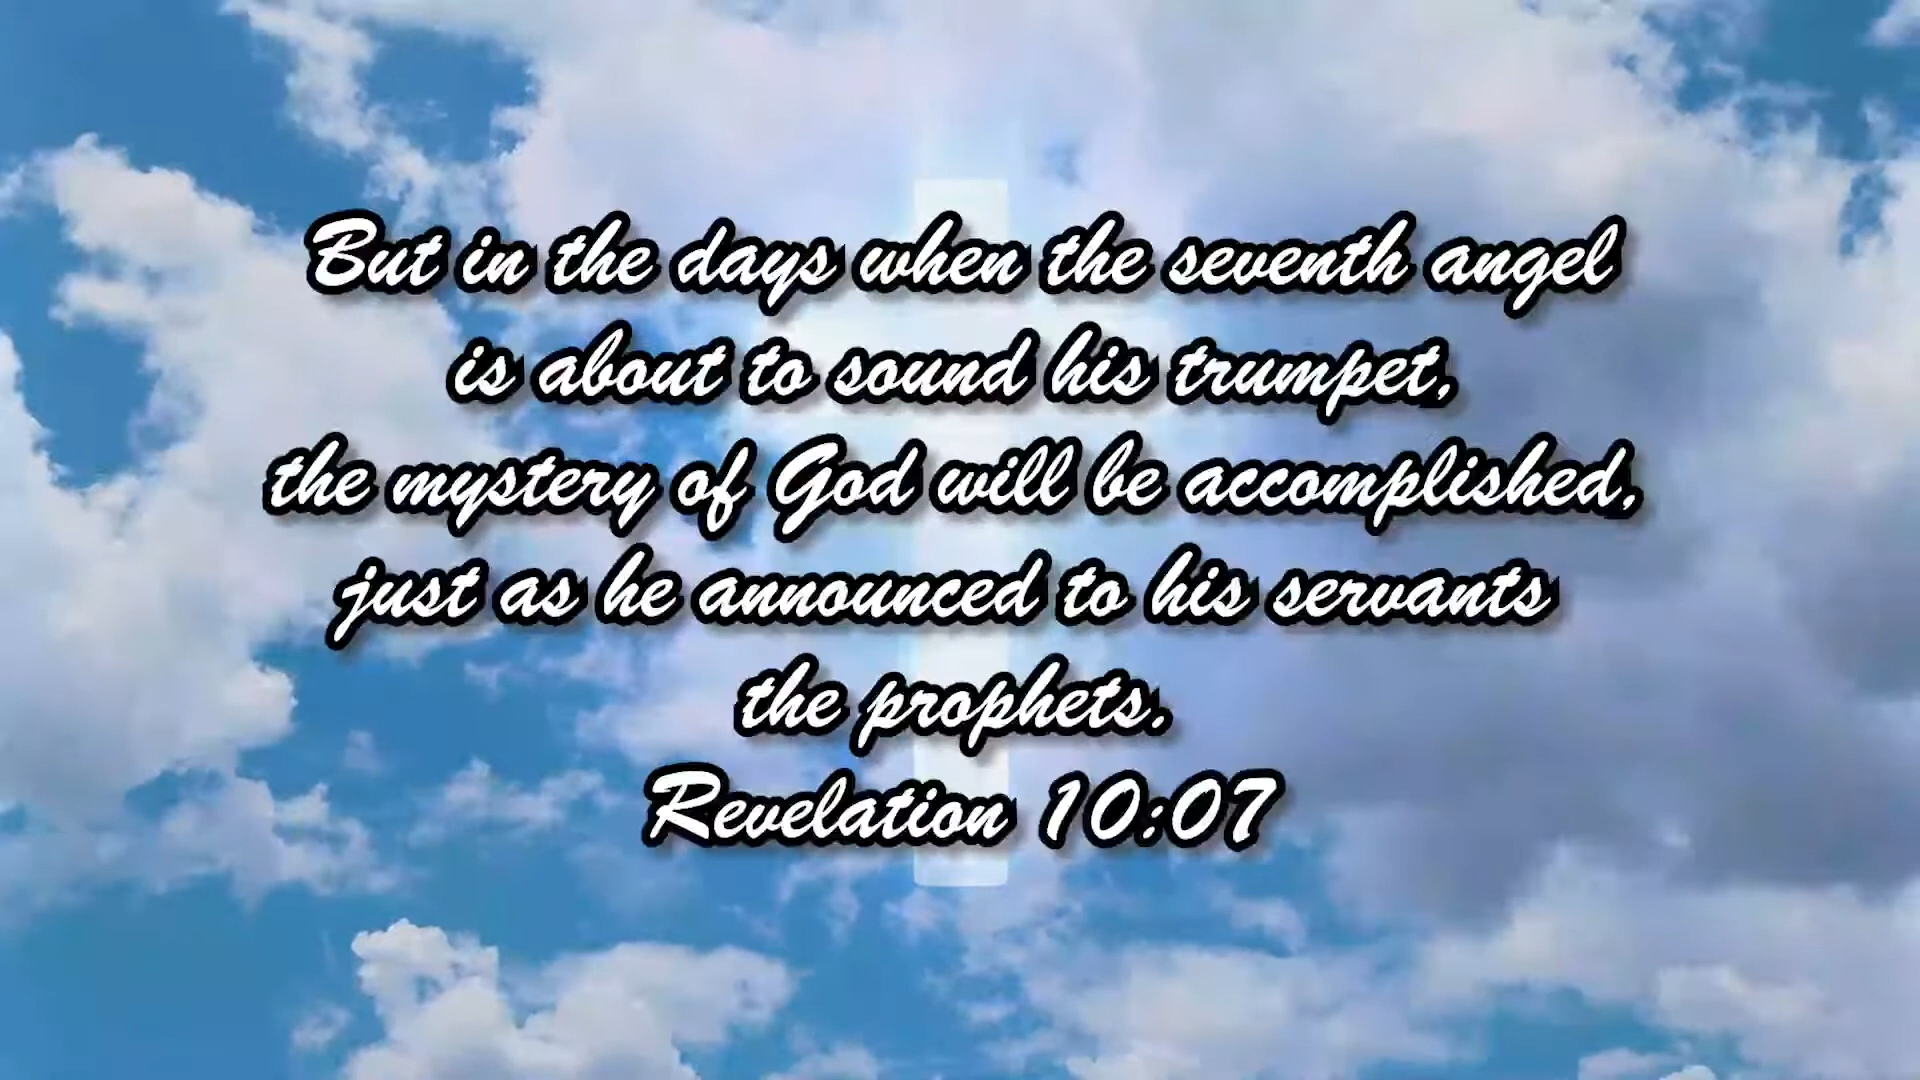 But in the days when the seventh angel
is about to sound his trumpet,
the mystery of God will be accomplished,
just as he announced to his servants
the prophets.
Revelation 10:07